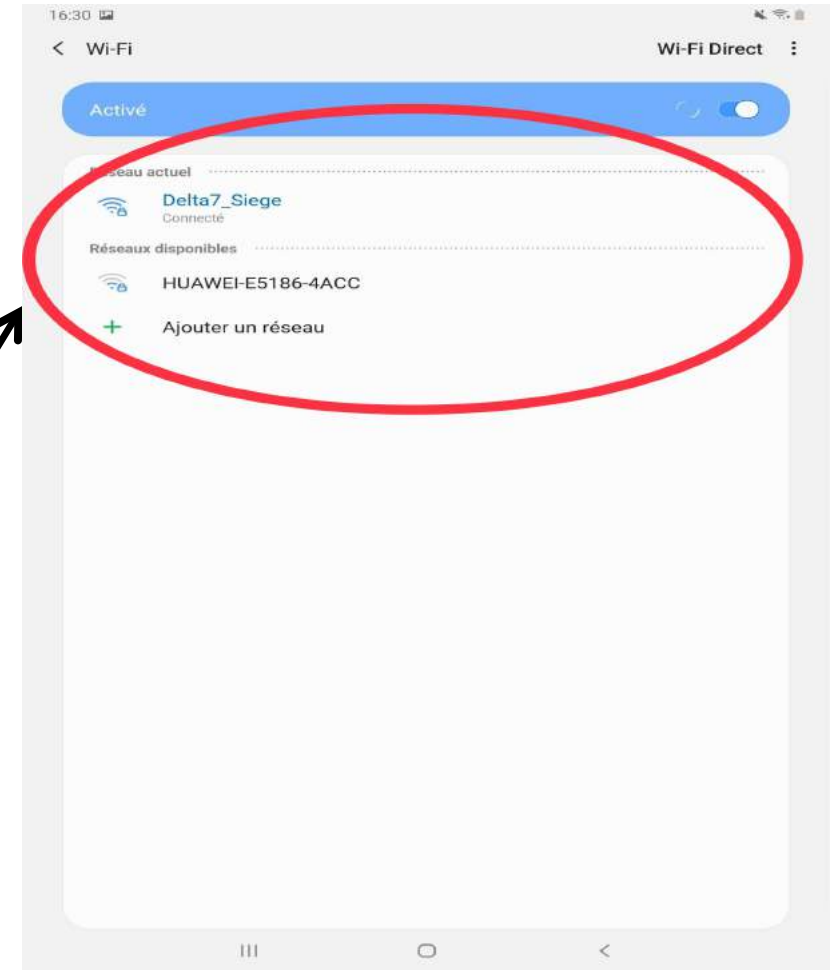 16:30
Wi-Fi
Wi-Fi Direct
Activé
Réseau actuel
Delta7_Siege
Connecté
Réseaux disponibles
HUAWEI-E5186-4ACC
Ajouter un réseau